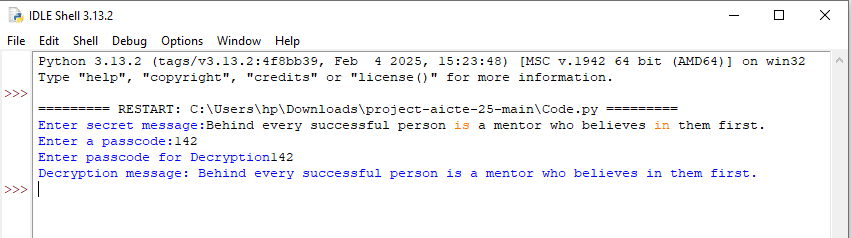 IDLE Shell 3.13.2
File Edit Shell Debug Options Window Help
Python 3.13.2 (tags/v3.13.2:4f8bb39, Feb  4 2025, 15:23:48) [MSC v.1942 64 bit (AMD64)] on win32
Type "help", "copyright", "credits" or "license()" for more information.
>>>
========= RESTART: C:\Users\hp\Downloads\project-aicte-25-main\Code.py =========
Enter secret message:Behind every successful person is a mentor who believes in them first.
Enter a passcode:142
Enter passcode for Decryption142
Decryption message: Behind every successful person is a mentor who believes in them first.
>>>